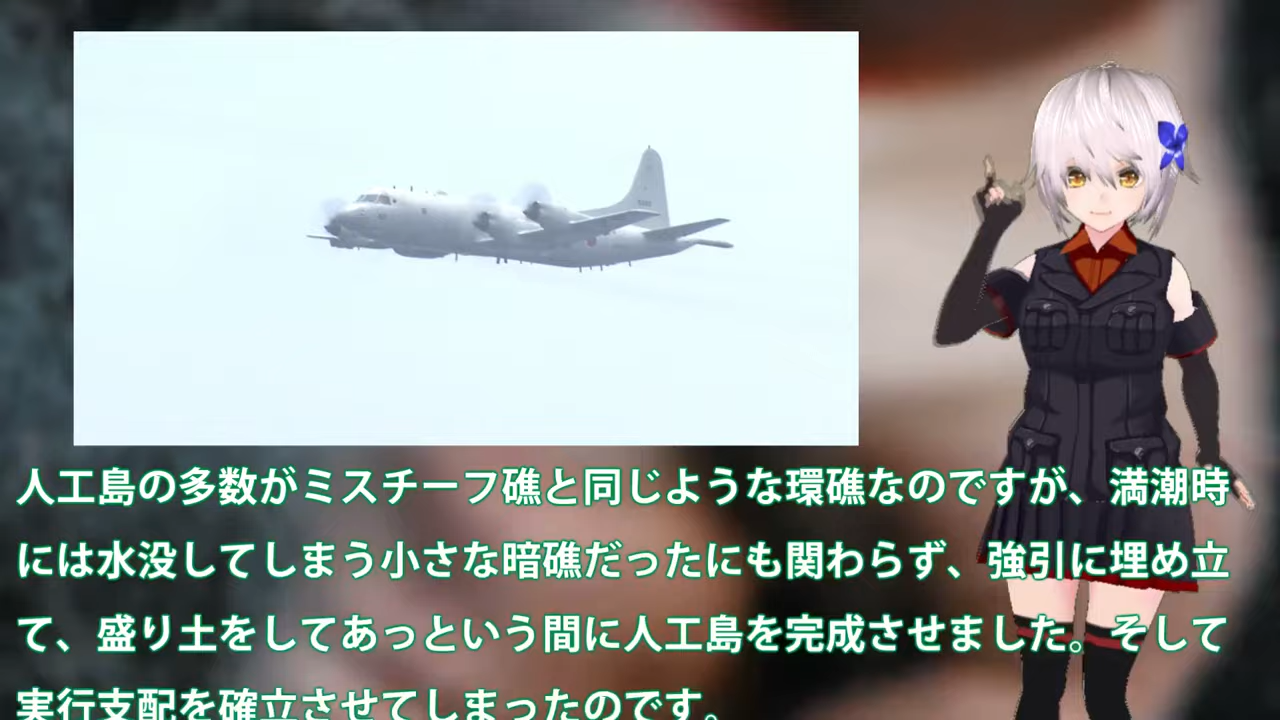 人工島の多数がミスチーフ礁と同じような環礁なのですが、満潮時
には水没してしまう小さな暗礁だったにも関わらず、強引に埋め立
て、盛り土をしてあっという間に人工島を完成させました。そして
実行支配を確立させてしまったのです。